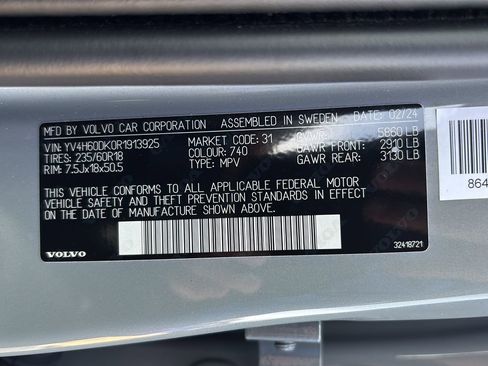 MFD BY VOLVO CAR CORPORATION ASSEMBLED IN SWEDEN DATE: 02/24
VIN: YV4H60DK0R1913925 MARKET CODE: 31 GVWR: 5860 LB
TIRES: 235/60R18 COLOUR: 740 GAWR FRONT: 2910 LB
RIM: 7.5Jx18x50.5 TYPE: MPV GAWR REAR: 3130 LB
THIS VEHICLE CONFORMS TO ALL APPLICABLE FEDERAL MOTOR
VEHICLE SAFETY AND THEFT PREVENTION STANDARDS IN EFFECT
ON THE DATE OF MANUFACTURE SHOWN ABOVE.
VOLVO 32418721
864